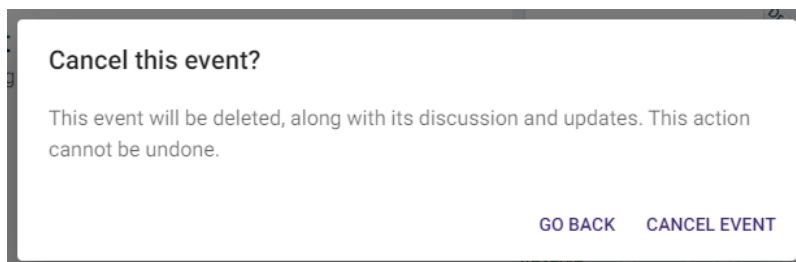 Cancel this event?
This event will be deleted, along with its discussion and updates. This action
cannot be undone.
GO BACK CANCEL EVENT